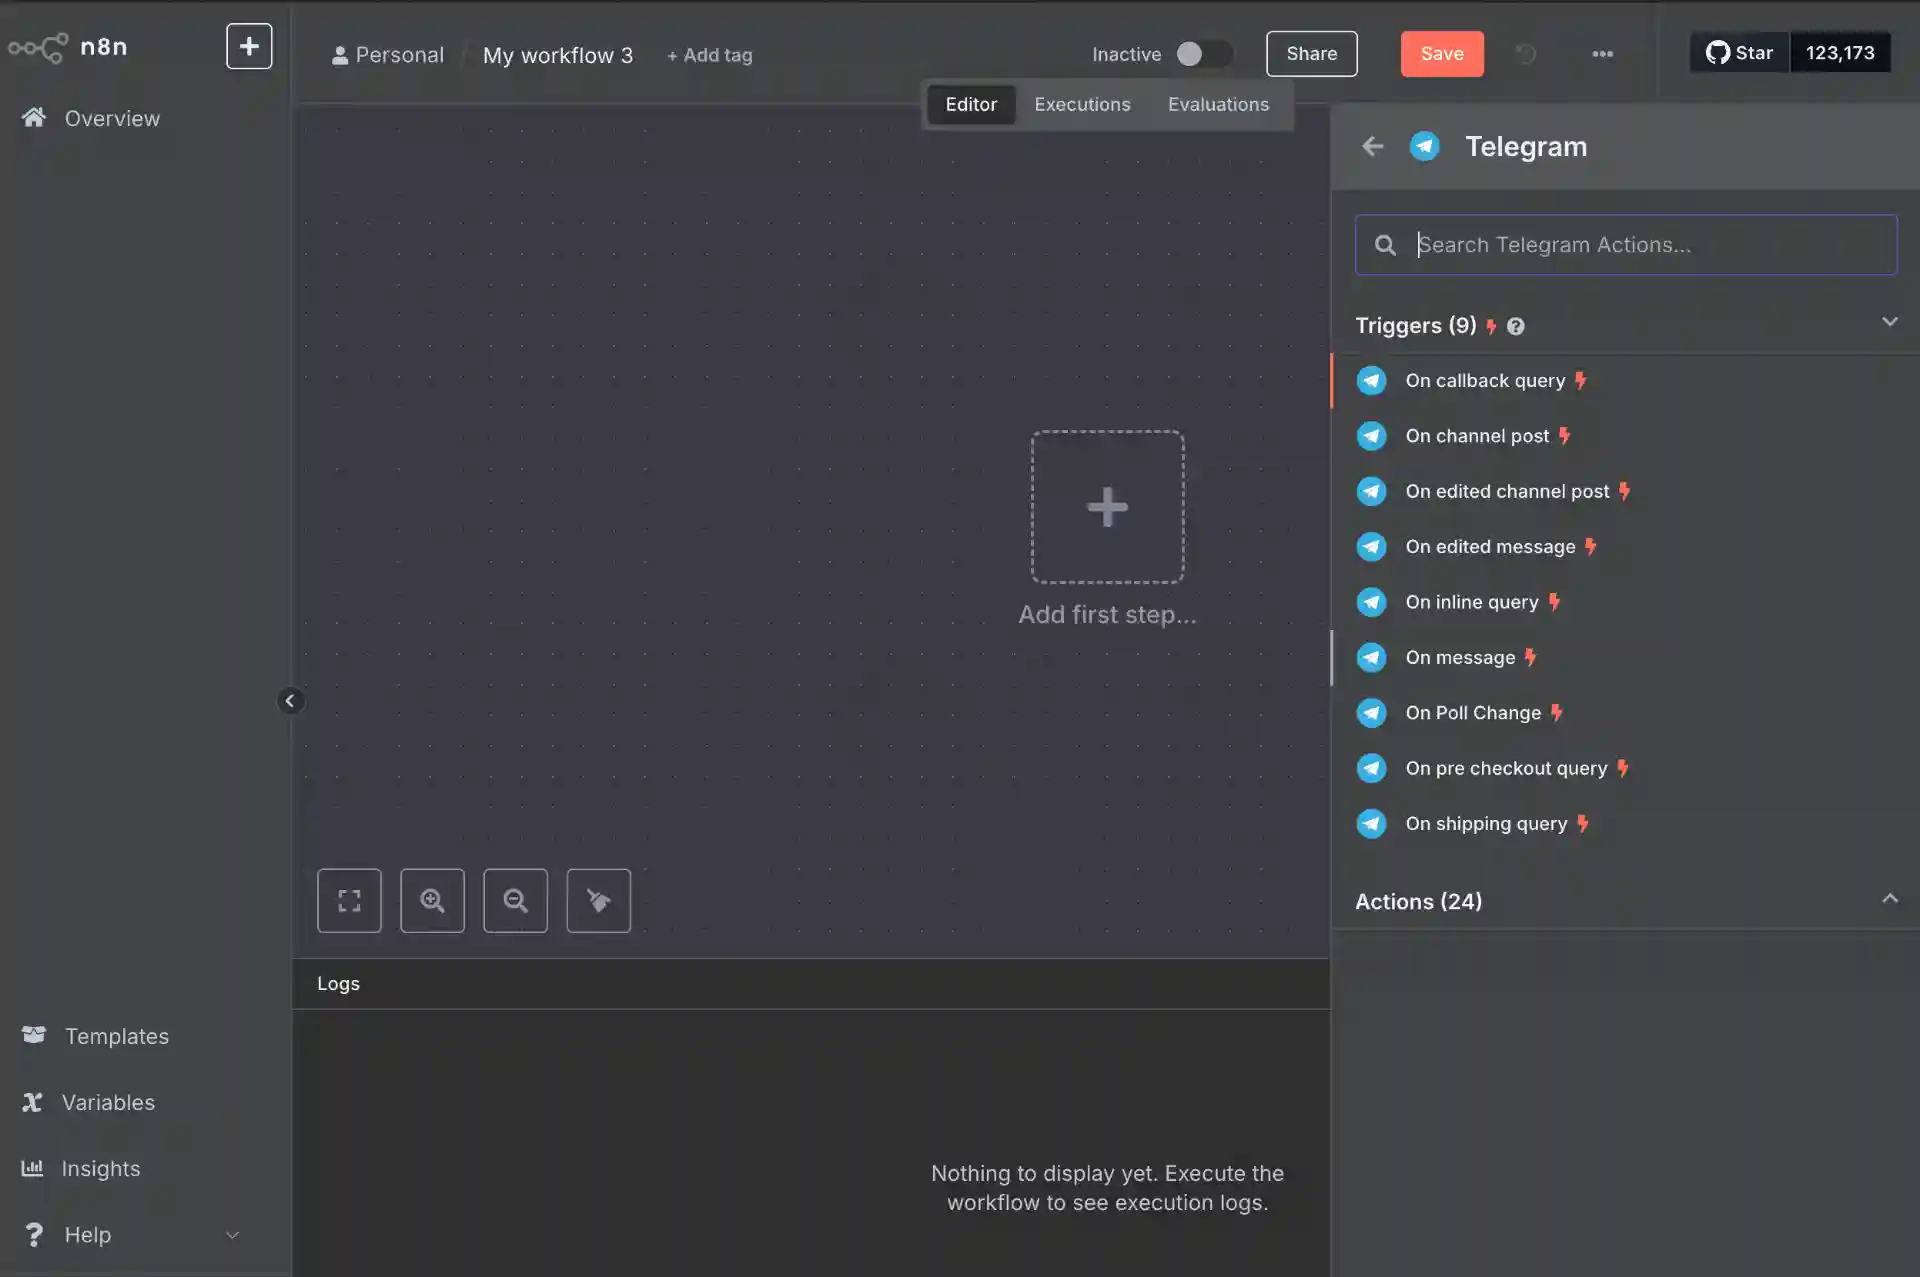 n8n
Personal / My workflow 3 + Add tag
Inactive
Share
Save
Star 123,173
Overview
Editor Executions Evaluations
Telegram
Search Telegram Actions...
Triggers (9)
On callback query
On channel post
On edited channel post
On edited message
On inline query
On message
On Poll Change
On pre checkout query
On shipping query
Actions (24)
Add first step...
Logs
Nothing to display yet. Execute the
workflow to see execution logs.
Templates
Variables
Insights
Help